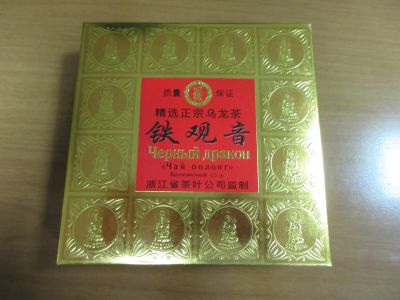 质量 保证
精选正宗乌龙茶
铁观音
Черный дракон
«Чай оолонг»
浙江省茶叶公司监制